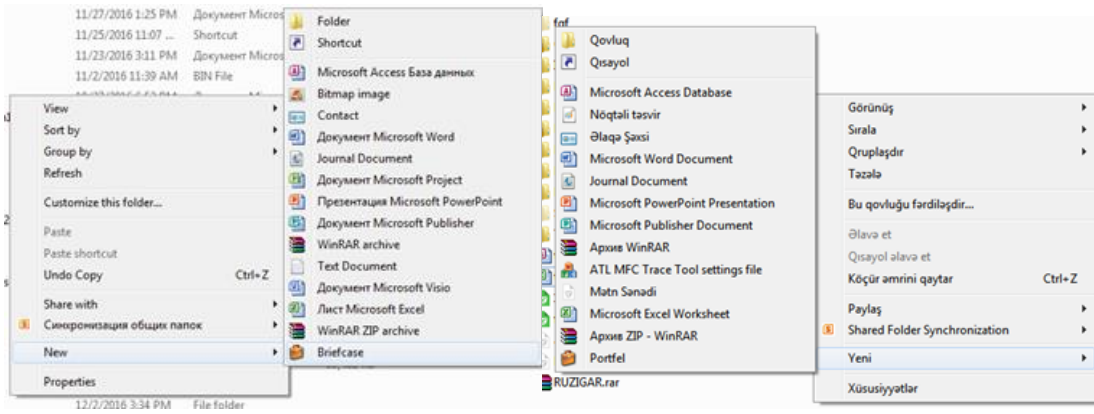 11/27/2016 1:25 PM Документ Micros
11/25/2016 11:07 ... Shortcut
11/23/2016 3:11 PM Документ Micros
11/2/2016 11:39 AM BIN File
View
Sort by
Group by
Refresh
Customize this folder...
Paste
Paste shortcut
Undo Copy Ctrl+Z
Share with
Синхронизация общих папок
New
Properties
12/2/2016 3:34 PM File folder
Folder
Shortcut
Microsoft Access База данных
Bitmap image
Contact
Документ Microsoft Word
Journal Document
Документ Microsoft Project
Презентация Microsoft PowerPoint
Документ Microsoft Publisher
WinRAR archive
Text Document
Документ Microsoft Visio
Лист Microsoft Excel
WinRAR ZIP archive
Briefcase
Qovluq
Qısayol
Microsoft Access Database
Nöqtəli təsvir
Əlaqə Şəxsi
Microsoft Word Document
Journal Document
Microsoft PowerPoint Presentation
Microsoft Publisher Document
Архив WinRAR
ATL MFC Trace Tool settings file
Mətn Sənədi
Microsoft Excel Worksheet
Архив ZIP - WinRAR
Portfel
RUZIGAR.rar
Görünüş
Sırala
Qruplaşdır
Təzələ
Bu qovluğu fərdiləşdir...
Əlavə et
Qısayol əlavə et
Köçür əmrini qaytar Ctrl+Z
Paylaş
Shared Folder Synchronization
Yeni
Xüsusiyyətlər